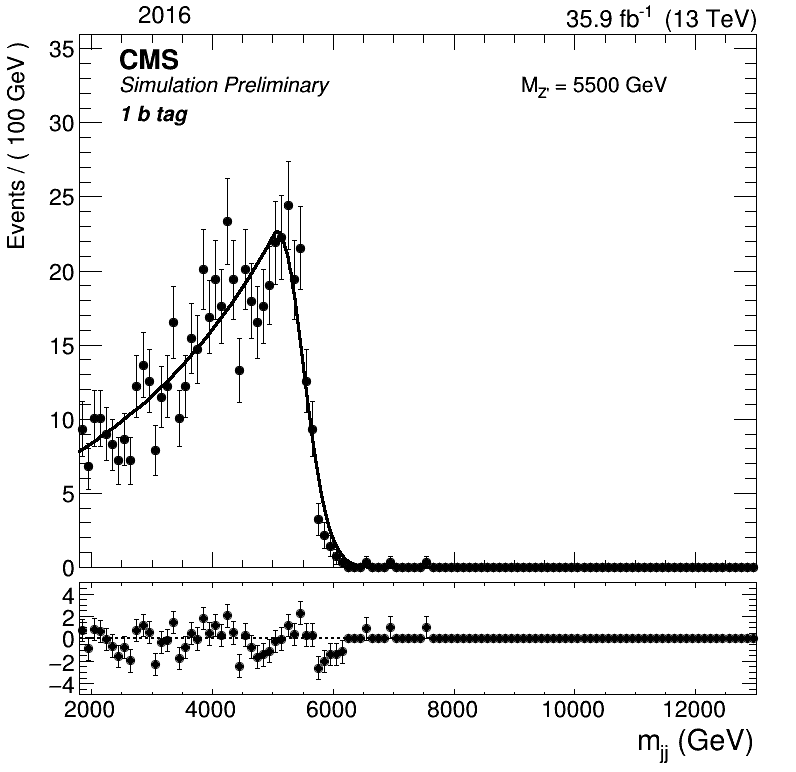 2016 35.9 fb⁻¹ (13 TeV)
CMS
Simulation Preliminary
M_Z' = 5500 GeV
1 b tag
Events / ( 100 GeV )
35
30
25
20
15
10
5
0
4
2
0
−2
−4
2000 4000 6000 8000 10000 12000
m_jj (GeV)